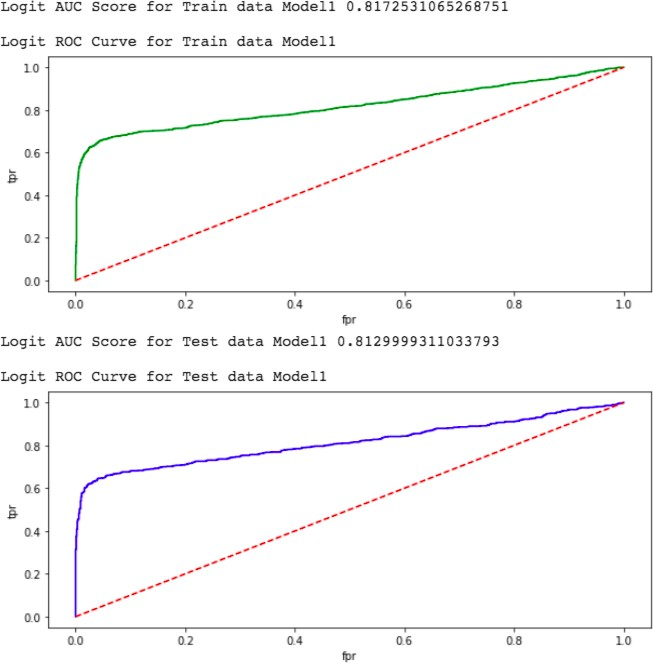 Logit AUC Score for Train data Model1 0.8172531065268751
Logit ROC Curve for Train data Model1
1.0
0.8
0.6
0.4
0.2
0.0
tpr
0.0 0.2 0.4 0.6 0.8 1.0
fpr
Logit AUC Score for Test data Model1 0.8129999311033793
Logit ROC Curve for Test data Model1
1.0
0.8
0.6
0.4
0.2
0.0
tpr
0.0 0.2 0.4 0.6 0.8 1.0
fpr